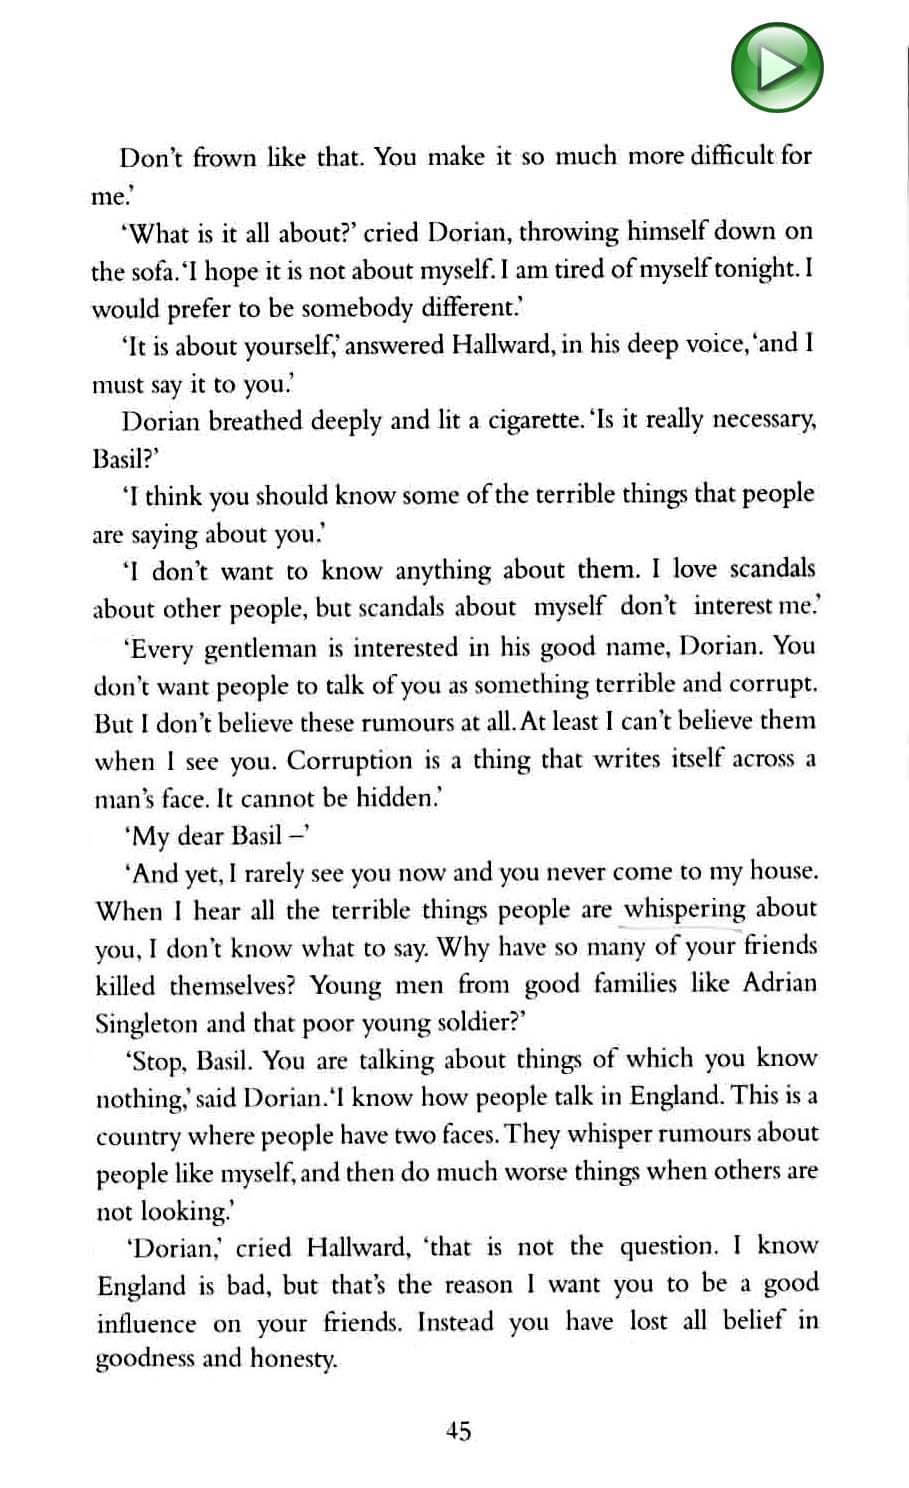 Don't frown like that. You make it so much more difficult for
me.'
'What is it all about?' cried Dorian, throwing himself down on
the sofa. 'I hope it is not about myself. I am tired of myself tonight. I
would prefer to be somebody different.'
'It is about yourself,' answered Hallward, in his deep voice, 'and I
must say it to you.'
Dorian breathed deeply and lit a cigarette. 'Is it really necessary,
Basil?'
'I think you should know some of the terrible things that people
are saying about you.'
'I don't want to know anything about them. I love scandals
about other people, but scandals about myself don't interest me.'
'Every gentleman is interested in his good name, Dorian. You
don't want people to talk of you as something terrible and corrupt.
But I don't believe these rumours at all. At least I can't believe them
when I see you. Corruption is a thing that writes itself across a
man's face. It cannot be hidden.'
'My dear Basil –'
'And yet, I rarely see you now and you never come to my house.
When I hear all the terrible things people are whispering about
you, I don't know what to say. Why have so many of your friends
killed themselves? Young men from good families like Adrian
Singleton and that poor young soldier?'
'Stop, Basil. You are talking about things of which you know
nothing,' said Dorian. 'I know how people talk in England. This is a
country where people have two faces. They whisper rumours about
people like myself, and then do much worse things when others are
not looking.'
'Dorian,' cried Hallward, 'that is not the question. I know
England is bad, but that's the reason I want you to be a good
influence on your friends. Instead you have lost all belief in
goodness and honesty.
45